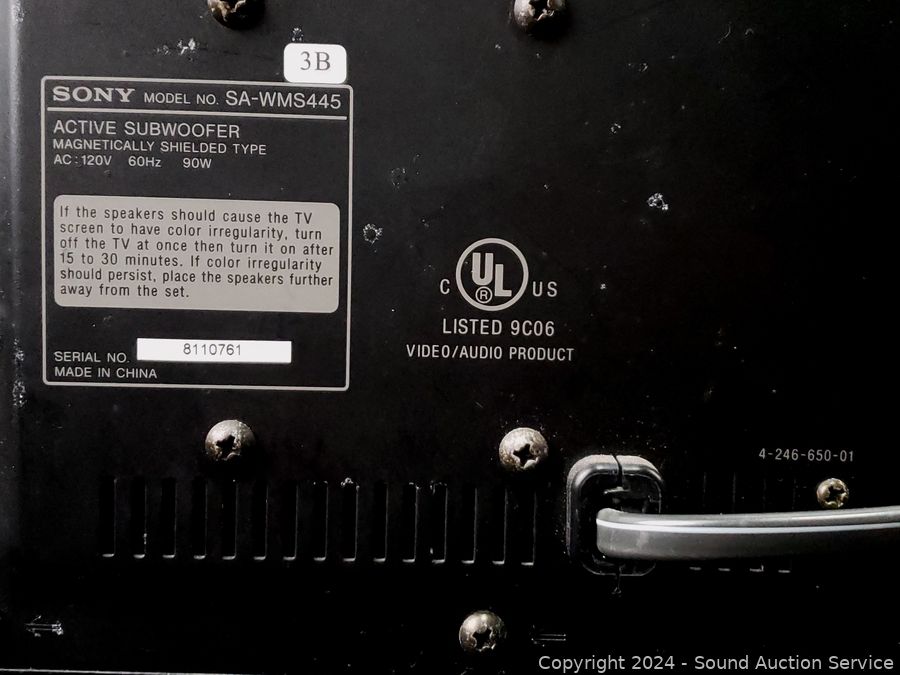 3B
SONY MODEL NO. SA-WMS445
ACTIVE SUBWOOFER
MAGNETICALLY SHIELDED TYPE
AC : 120V 60Hz 90W
If the speakers should cause the TV
screen to have color irregularity, turn
off the TV at once then turn it on after
15 to 30 minutes. If color irregularity
should persist, place the speakers further
away from the set.
SERIAL NO. 8110761
MADE IN CHINA
C UL US
®
LISTED 9C06
VIDEO/AUDIO PRODUCT
4-246-650-01
Copyright 2024 - Sound Auction Service